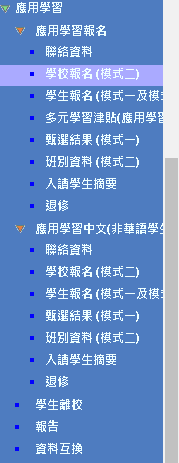 應用學習
應用學習報名
聯絡資料
學校報名 (模式二)
學生報名 (模式一及模式
多元學習津貼(應用學習
甄選結果 (模式一)
班別資料 (模式二)
入讀學生摘要
退修
應用學習中文(非華語學生
聯絡資料
學校報名 (模式二)
學生報名 (模式一及模式
甄選結果 (模式一)
班別資料 (模式二)
入讀學生摘要
退修
學生離校
報告
資料互換